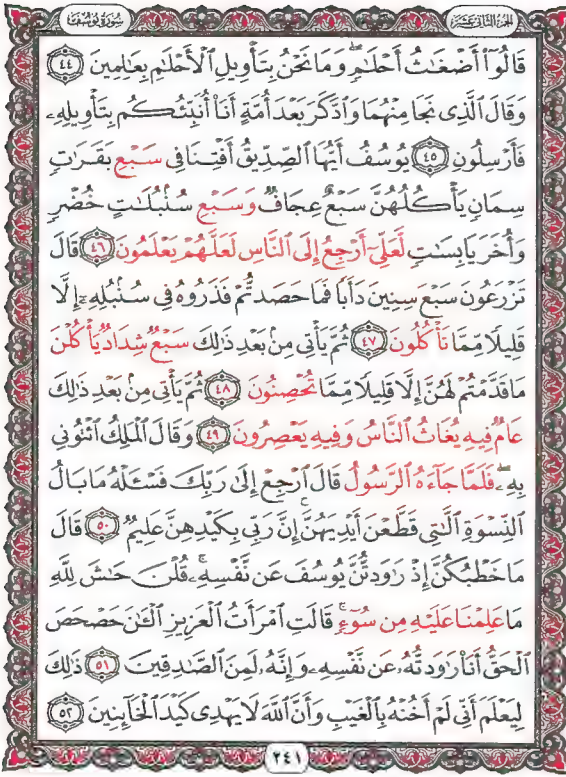 الجزء الثاني عشر
سورة يوسف
قَالُوٓا۟ أَضْغَـٰثُ أَحْلَـٰمٍ ۖ وَمَا نَحْنُ بِتَأْوِيلِ ٱلْأَحْلَـٰمِ بِعَـٰلِمِينَ ٤٤
وَقَالَ ٱلَّذِى نَجَا مِنْهُمَا وَٱدَّكَرَ بَعْدَ أُمَّةٍ أَنَا۠ أُنَبِّئُكُم بِتَأْوِيلِهِۦ
فَأَرْسِلُونِ ٤٥ يُوسُفُ أَيُّهَا ٱلصِّدِّيقُ أَفْتِنَا فِى سَبْعِ بَقَرَٰتٍ
سِمَانٍ يَأْكُلُهُنَّ سَبْعٌ عِجَافٌ وَسَبْعِ سُنۢبُلَـٰتٍ خُضْرٍ
وَأُخَرَ يَابِسَـٰتٍ لَّعَلِّىٓ أَرْجِعُ إِلَى ٱلنَّاسِ لَعَلَّهُمْ يَعْلَمُونَ ٤٦ قَالَ
تَزْرَعُونَ سَبْعَ سِنِينَ دَأَبًا فَمَا حَصَدتُّمْ فَذَرُوهُ فِى سُنۢبُلِهِۦٓ إِلَّا
قَلِيلًا مِّمَّا تَأْكُلُونَ ٤٧ ثُمَّ يَأْتِى مِنۢ بَعْدِ ذَٰلِكَ سَبْعٌ شِدَادٌ يَأْكُلْنَ
مَا قَدَّمْتُمْ لَهُنَّ إِلَّا قَلِيلًا مِّمَّا تُحْصِنُونَ ٤٨ ثُمَّ يَأْتِى مِنۢ بَعْدِ ذَٰلِكَ
عَامٌ فِيهِ يُغَاثُ ٱلنَّاسُ وَفِيهِ يَعْصِرُونَ ٤٩ وَقَالَ ٱلْمَلِكُ ٱئْتُونِى
بِهِۦ ۖ فَلَمَّا جَآءَهُ ٱلرَّسُولُ قَالَ ٱرْجِعْ إِلَىٰ رَبِّكَ فَسْـَٔلْهُ مَا بَالُ
ٱلنِّسْوَةِ ٱلَّـٰتِى قَطَّعْنَ أَيْدِيَهُنَّ ۚ إِنَّ رَبِّى بِكَيْدِهِنَّ عَلِيمٌ ٥٠ قَالَ
مَا خَطْبُكُنَّ إِذْ رَٰوَدتُّنَّ يُوسُفَ عَن نَّفْسِهِۦ ۚ قُلْنَ حَـٰشَ لِلَّهِ
مَا عَلِمْنَا عَلَيْهِ مِن سُوٓءٍ ۚ قَالَتِ ٱمْرَأَتُ ٱلْعَزِيزِ ٱلْـَٔـٰنَ حَصْحَصَ
ٱلْحَقُّ أَنَا۠ رَٰوَدتُّهُۥ عَن نَّفْسِهِۦ وَإِنَّهُۥ لَمِنَ ٱلصَّـٰدِقِينَ ٥١ ذَٰلِكَ
لِيَعْلَمَ أَنِّى لَمْ أَخُنْهُ بِٱلْغَيْبِ وَأَنَّ ٱللَّهَ لَا يَهْدِى كَيْدَ ٱلْخَآئِنِينَ ٥٢
٢٤١